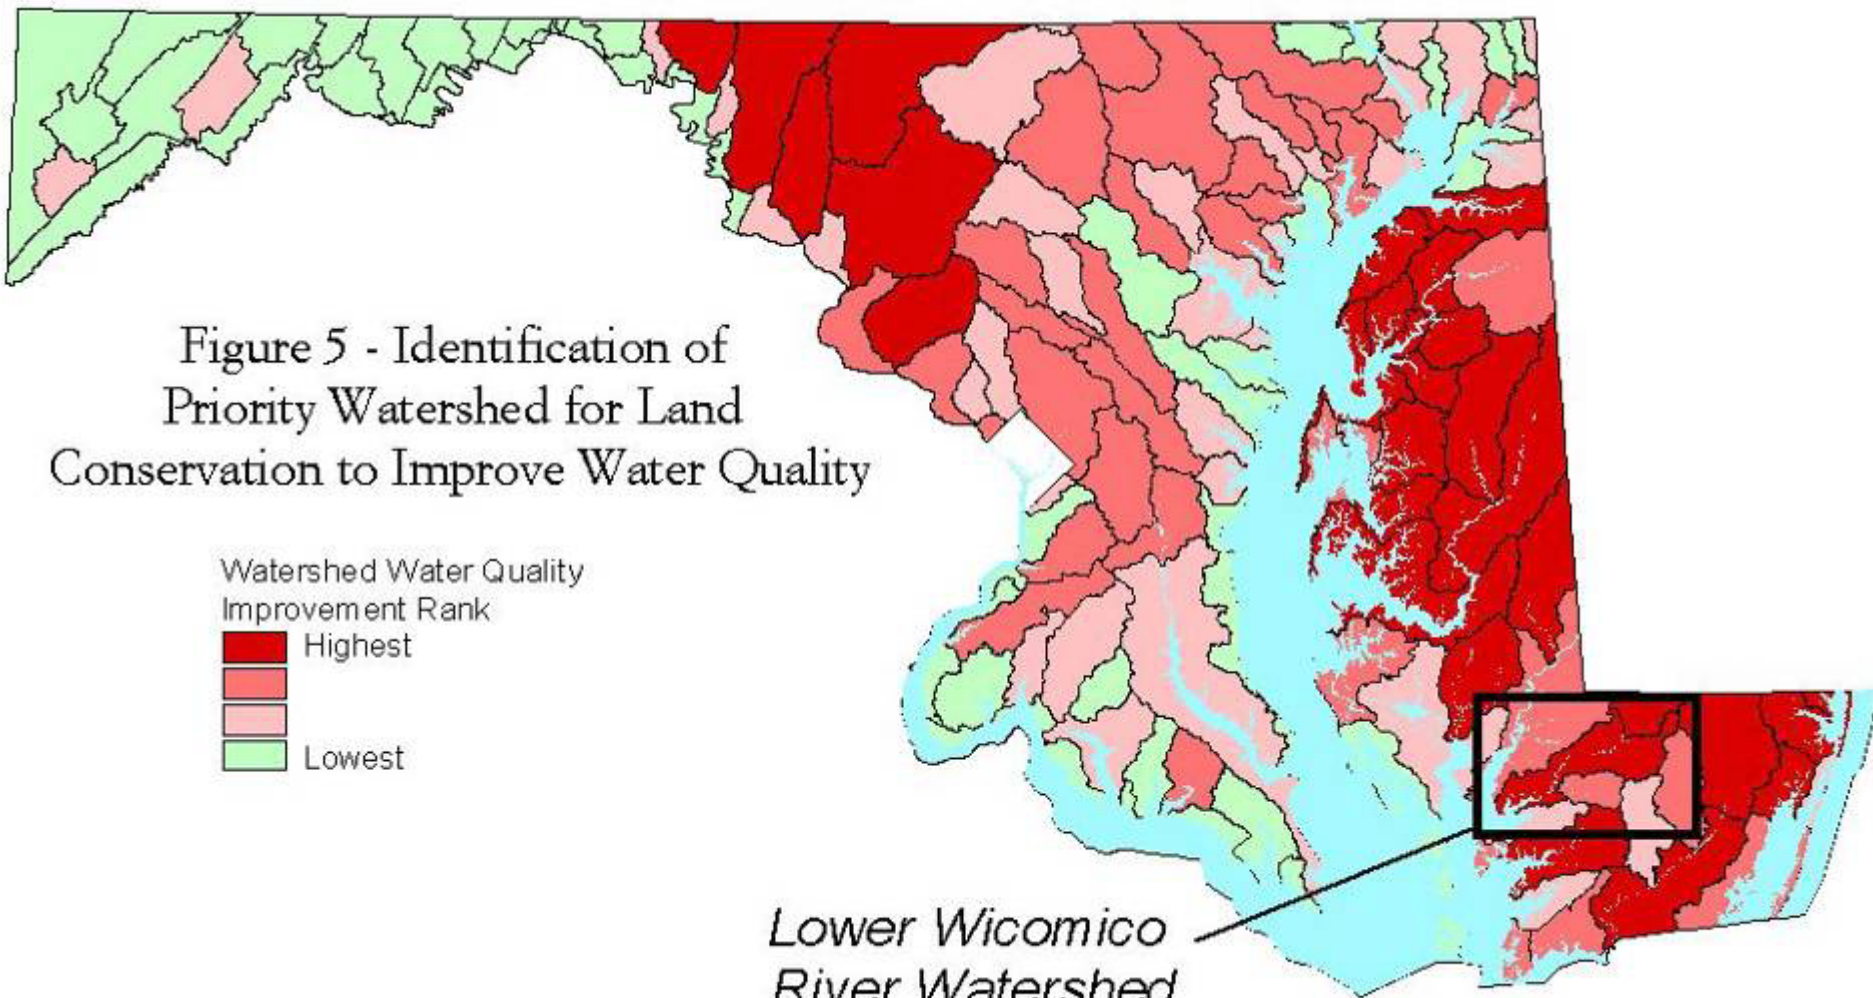 Figure 5 - Identification of
Priority Watershed for Land
Conservation to Improve Water Quality
Watershed Water Quality
Improvement Rank
Highest
Lowest
Lower Wicomico
River Watershed